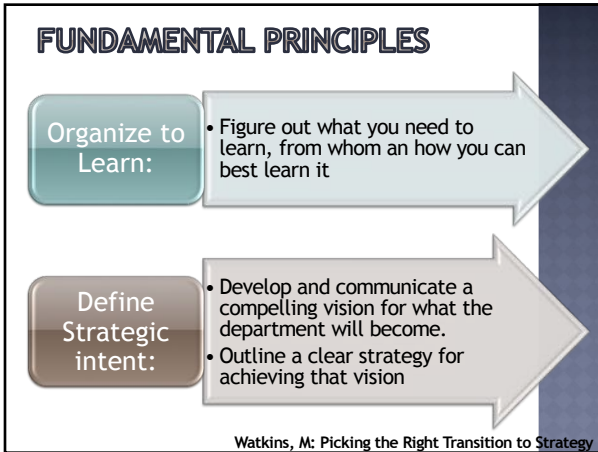 FUNDAMENTAL PRINCIPLES
Organize to
Learn:
• Figure out what you need to
learn, from whom an how you can
best learn it
Define
Strategic
intent:
• Develop and communicate a
compelling vision for what the
department will become.
• Outline a clear strategy for
achieving that vision
Watkins, M: Picking the Right Transition to Strategy